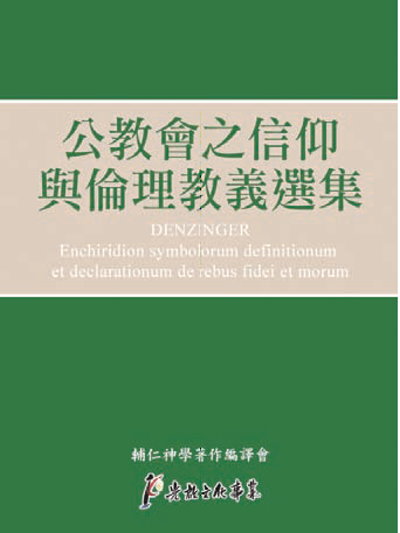 公教會之信仰
與倫理教義選集
DENZINGER
Enchiridion symbolorum definitionum
et declarationum de rebus fidei et morum
輔仁神學著作編譯會
光啟文化事業